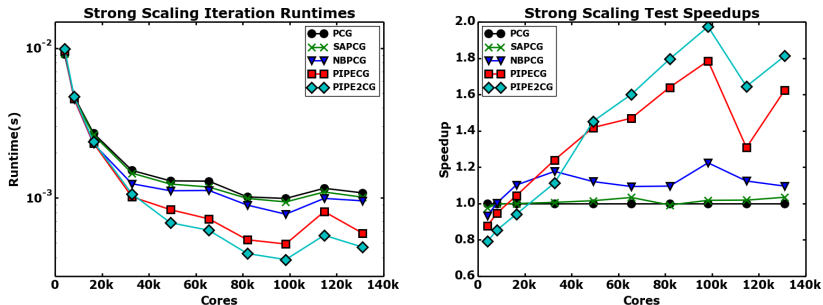 Strong Scaling Iteration Runtimes
10^-2
10^-3
Runtime(s)
PCG
SAPCG
NBPCG
PIPECG
PIPE2CG
0 20k 40k 60k 80k 100k 120k 140k
Cores
Strong Scaling Test Speedups
2.0
1.8
1.6
1.4
1.2
1.0
0.8
0.6
Speedup
PCG
SAPCG
NBPCG
PIPECG
PIPE2CG
0 20k 40k 60k 80k 100k 120k 140k
Cores